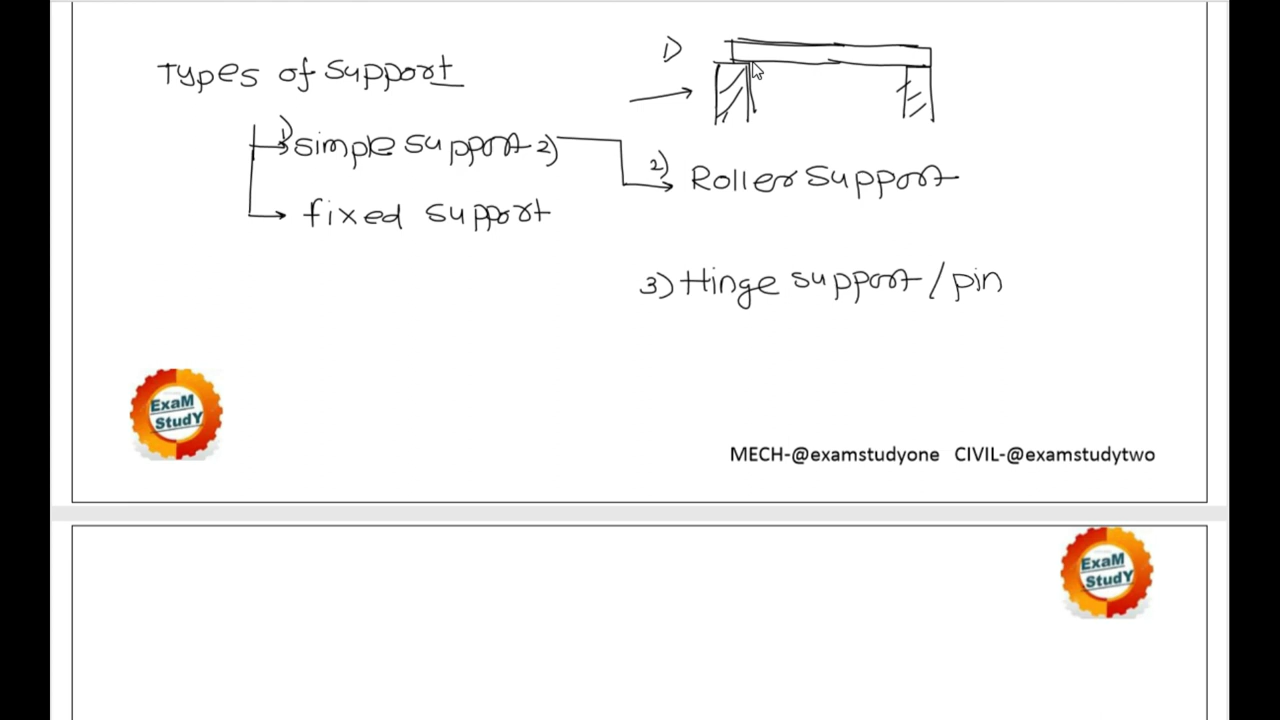 Types of Support
1) simple support 2)
fixed support
1)
2) Roller Support
3) Hinge support / pin
ExaM
StudY
MECH-@examstudyone CIVIL-@examstudytwo
ExaM
StudY